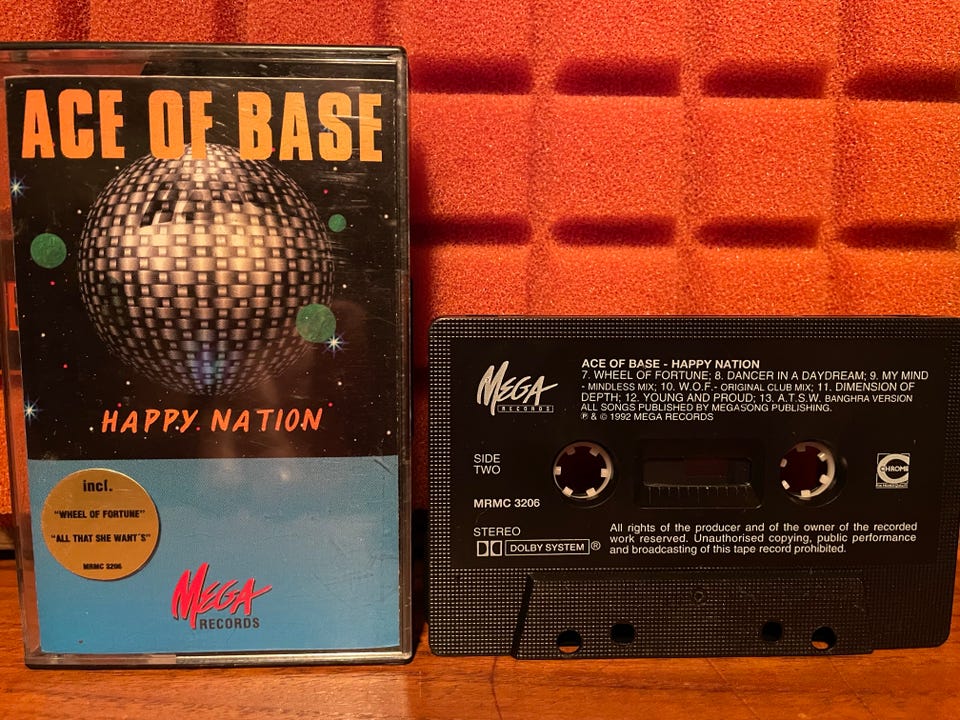 ACE OF BASE
HAPPY. NATION
incl.
"WHEEL OF FORTUNE"
"ALL THAT SHE WANT´S"
MRMC 3206
MEGA
RECORDS
MEGA
RECORDS
ACE OF BASE - HAPPY NATION
7. WHEEL OF FORTUNE; 8. DANCER IN A DAYDREAM; 9. MY MIND
- MINDLESS MIX; 10. W.O.F.- ORIGINAL CLUB MIX; 11. DIMENSION OF
DEPTH; 12. YOUNG AND PROUD; 13. A.T.S.W. BANGHRA VERSION
ALL SONGS PUBLISHED BY MEGASONG PUBLISHING.
℗ & © 1992 MEGA RECORDS
SIDE
TWO
MRMC 3206
STEREO
DOLBY SYSTEM ®
CHROME
All rights of the producer and of the owner of the recorded
work reserved. Unauthorised copying, public performance
and broadcasting of this tape record prohibited.